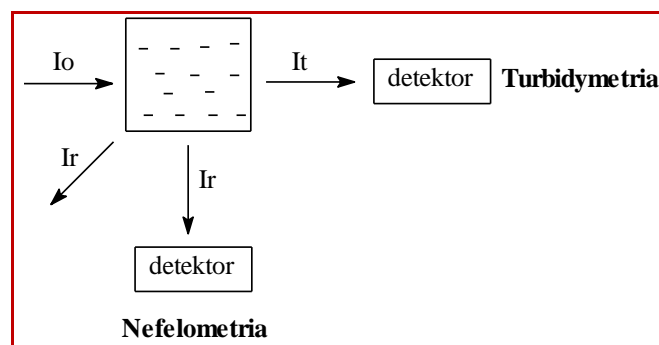 Io
It
detektor
Turbidymetria
Ir
Ir
detektor
Nefelometria